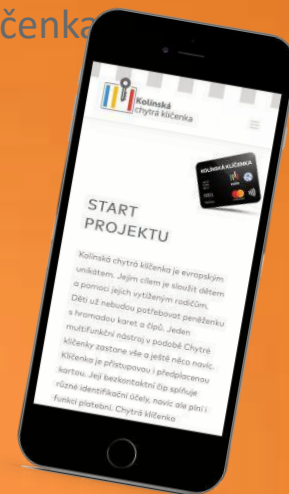 čenka
Kolínská
chytrá klíčenka
KOLÍNSKÁ KLÍČENKA
START
PROJEKTU
Kolínská chytrá klíčenka je evropským
unikátem. Jejím cílem je sloužit dětem
a pomoci jejich vytíženým rodičům.
Děti už nebudou potřebovat peněženku
s hromadou karet a čipů. Jeden
multifunkční nástroj v podobě Chytré
klíčenky zastane vše a ještě něco navíc.
Klíčenka je přístupovou i předplacenou
kartou. Její bezkontaktní čip splňuje
různé identifikační účely, navíc ale plní i
funkci platební. Chytrá klíčenka